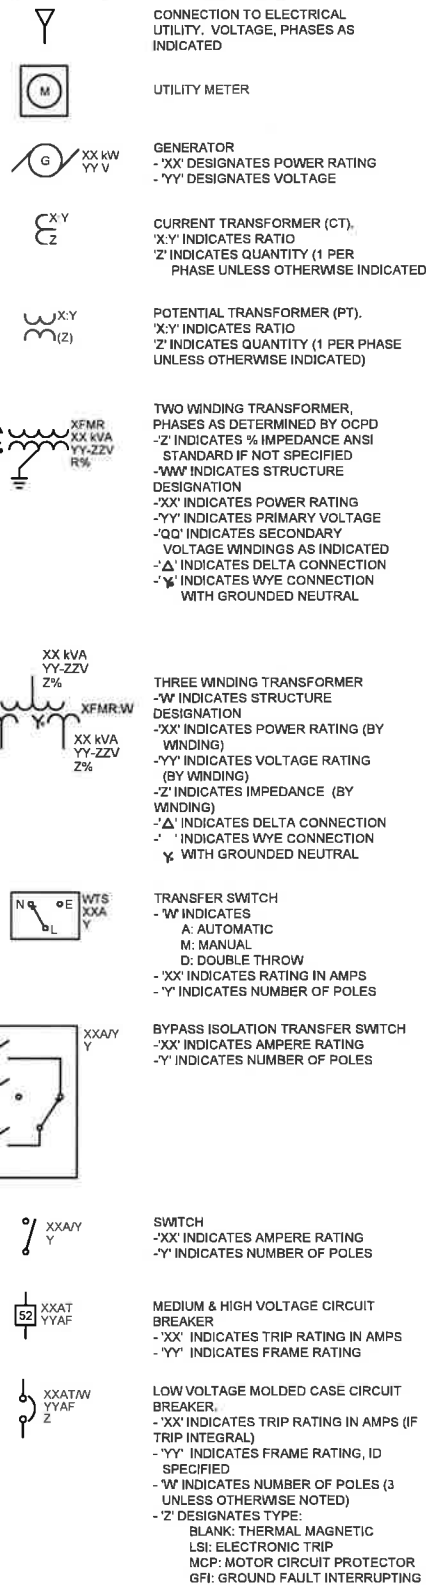 CONNECTION TO ELECTRICAL
UTILITY. VOLTAGE, PHASES AS
INDICATED
M
UTILITY METER
G
XX kW
YY V
GENERATOR
- 'XX' DESIGNATES POWER RATING
- 'YY' DESIGNATES VOLTAGE
X:Y
Z
CURRENT TRANSFORMER (CT).
'X:Y' INDICATES RATIO
'Z' INDICATES QUANTITY (1 PER
PHASE UNLESS OTHERWISE INDICATED
X:Y
(Z)
POTENTIAL TRANSFORMER (PT).
'X:Y' INDICATES RATIO
'Z' INDICATES QUANTITY (1 PER PHASE
UNLESS OTHERWISE INDICATED)
XFMR
XX kVA
YY-ZZV
R%
TWO WINDING TRANSFORMER,
PHASES AS DETERMINED BY OCPD
-'Z' INDICATES % IMPEDANCE ANSI
STANDARD IF NOT SPECIFIED
-'WW' INDICATES STRUCTURE
DESIGNATION
-'XX' INDICATES POWER RATING
-'YY' INDICATES PRIMARY VOLTAGE
-'QQ' INDICATES SECONDARY
VOLTAGE WINDINGS AS INDICATED
-'Δ' INDICATES DELTA CONNECTION
-'Y' INDICATES WYE CONNECTION
WITH GROUNDED NEUTRAL
XX kVA
YY-ZZV
Z%
XFMR:W
Y
XX kVA
YY-ZZV
Z%
THREE WINDING TRANSFORMER
-'W' INDICATES STRUCTURE
DESIGNATION
-'XX' INDICATES POWER RATING (BY
WINDING)
-'YY' INDICATES VOLTAGE RATING
(BY WINDING)
-'Z' INDICATES IMPEDANCE (BY
WINDING)
-'Δ' INDICATES DELTA CONNECTION
-' ' INDICATES WYE CONNECTION
Y WITH GROUNDED NEUTRAL
N E
L
WTS
XXA
Y
TRANSFER SWITCH
- 'W' INDICATES
A: AUTOMATIC
M: MANUAL
D: DOUBLE THROW
- 'XX' INDICATES RATING IN AMPS
- 'Y' INDICATES NUMBER OF POLES
XXA/Y
Y
BYPASS ISOLATION TRANSFER SWITCH
-'XX' INDICATES AMPERE RATING
-'Y' INDICATES NUMBER OF POLES
XXA/Y
Y
SWITCH
-'XX' INDICATES AMPERE RATING
-'Y' INDICATES NUMBER OF POLES
52
XXAT
YYAF
MEDIUM & HIGH VOLTAGE CIRCUIT
BREAKER
- 'XX' INDICATES TRIP RATING IN AMPS
- 'YY' INDICATES FRAME RATING
XXAT/W
YYAF
Z
LOW VOLTAGE MOLDED CASE CIRCUIT
BREAKER.
- 'XX' INDICATES TRIP RATING IN AMPS (IF
TRIP INTEGRAL)
- 'YY' INDICATES FRAME RATING, ID
SPECIFIED
- 'W' INDICATES NUMBER OF POLES (3
UNLESS OTHERWISE NOTED)
- 'Z' DESIGNATES TYPE:
BLANK: THERMAL MAGNETIC
LSI: ELECTRONIC TRIP
MCP: MOTOR CIRCUIT PROTECTOR
GFI: GROUND FAULT INTERRUPTING